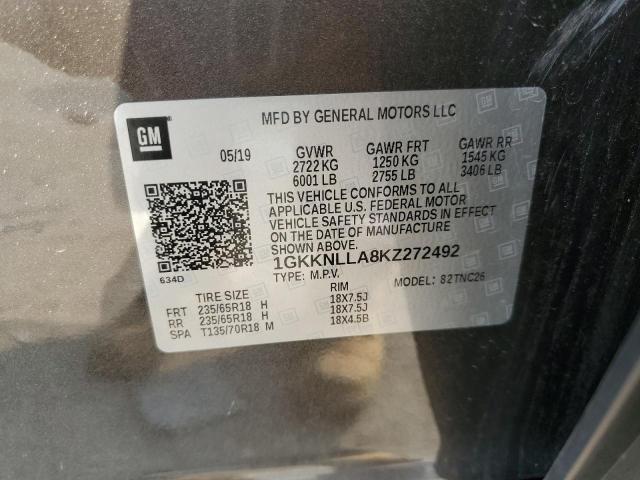 GM
MFD BY GENERAL MOTORS LLC
05/19 GVWR GAWR FRT GAWR RR
2722 KG 1250 KG 1545 KG
6001 LB 2755 LB 3406 LB
THIS VEHICLE CONFORMS TO ALL
APPLICABLE U.S. FEDERAL MOTOR
VEHICLE SAFETY STANDARDS IN EFFECT
ON THE DATE OF MANUFACTURE
SHOWN ABOVE.
634D
1GKKNLLA8KZ272492
TYPE: M.P.V. MODEL: 82TNC26
TIRE SIZE RIM
FRT 235/65R18 H 18X7.5J
RR 235/65R18 H 18X7.5J
SPA T135/70R18 M 18X4.5B